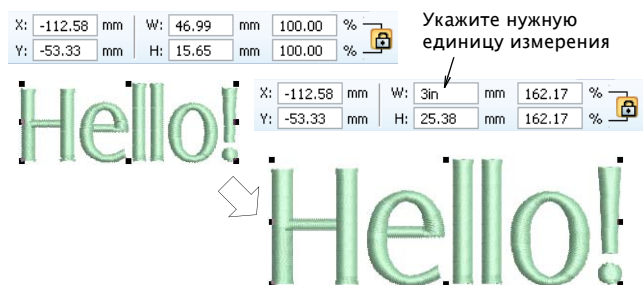 X: -112.58 mm W: 46.99 mm 100.00 %
Y: -53.33 mm H: 15.65 mm 100.00 %
Укажите нужную
единицу измерения
X: -112.58 mm W: 3in mm 162.17 %
Y: -53.33 mm H: 25.38 mm 162.17 %
Hello!
Hello!